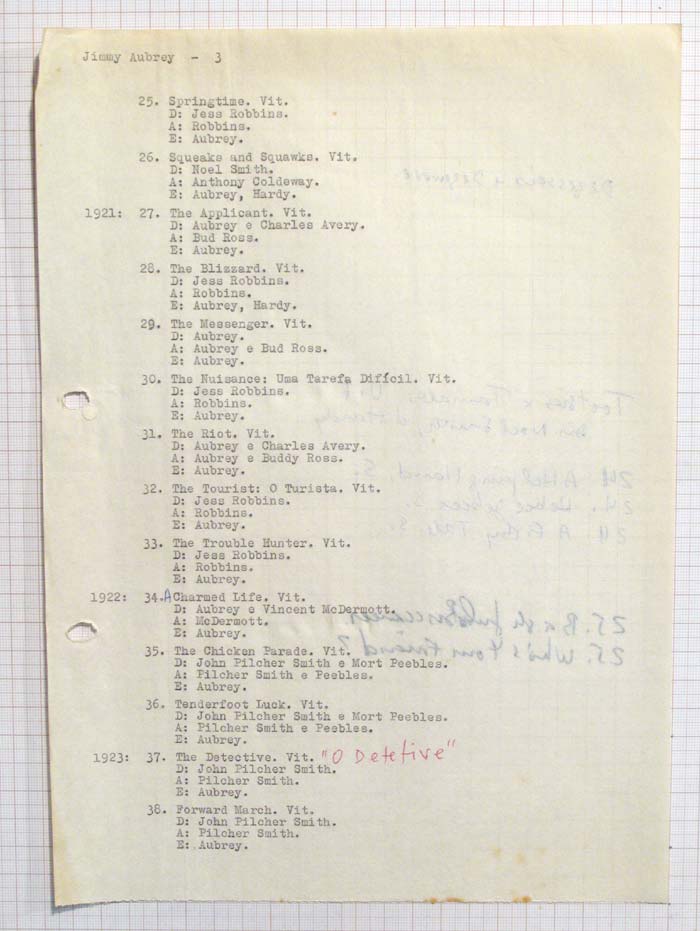 Jimmy Aubrey - 3
25. Springtime. Vit.
D: Jess Robbins.
A: Robbins.
E: Aubrey.
26. Squeaks and Squawks. Vit.
D: Noel Smith.
A: Anthony Coldeway.
E: Aubrey, Hardy.
1921: 27. The Applicant. Vit.
D: Aubrey e Charles Avery.
A: Bud Ross.
E: Aubrey.
28. The Blizzard. Vit.
D: Jess Robbins.
A: Robbins.
E: Aubrey, Hardy.
29. The Messenger. Vit.
D: Aubrey.
A: Aubrey e Bud Ross.
E: Aubrey.
30. The Nuisance: Uma Tarefa Difícil. Vit.
D: Jess Robbins.
A: Robbins.
E: Aubrey.
31. The Riot. Vit.
D: Aubrey e Charles Avery.
A: Aubrey e Buddy Ross.
E: Aubrey.
32. The Tourist: O Turista. Vit.
D: Jess Robbins.
A: Robbins.
E: Aubrey.
33. The Trouble Hunter. Vit.
D: Jess Robbins.
A: Robbins.
E: Aubrey.
1922: 34. A Charmed Life. Vit.
D: Aubrey e Vincent McDermott.
A: McDermott.
E: Aubrey.
35. The Chicken Parade. Vit.
D: John Pilcher Smith e Mort Peebles.
A: Pilcher Smith e Peebles.
E: Aubrey.
36. Tenderfoot Luck. Vit.
D: John Pilcher Smith e Mort Peebles.
A: Pilcher Smith e Peebles.
E: Aubrey.
1923: 37. The Detective. Vit. "O Detetive"
D: John Pilcher Smith.
A: Pilcher Smith.
E: Aubrey.
38. Forward March. Vit.
D: John Pilcher Smith.
A: Pilcher Smith.
E: Aubrey.
24 A Helping Hand. S.
25. Who's Your Friend?